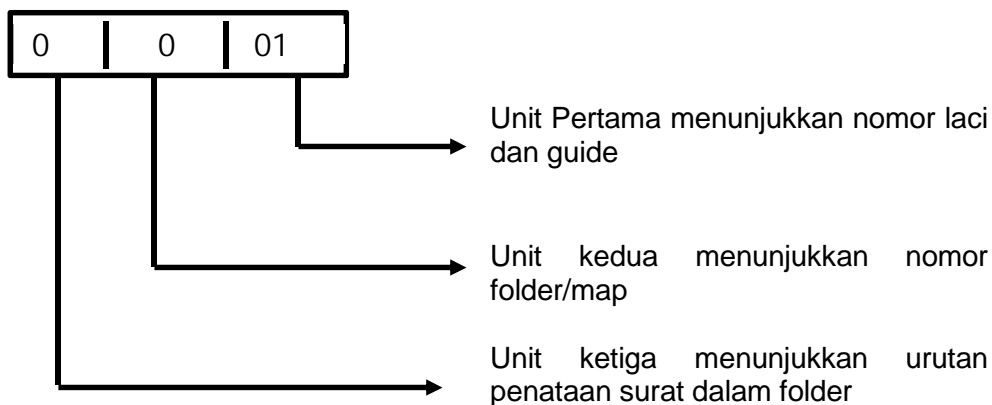 0 0 01
Unit Pertama menunjukkan nomor laci
dan guide
Unit kedua menunjukkan nomor
folder/map
Unit ketiga menunjukkan urutan
penataan surat dalam folder